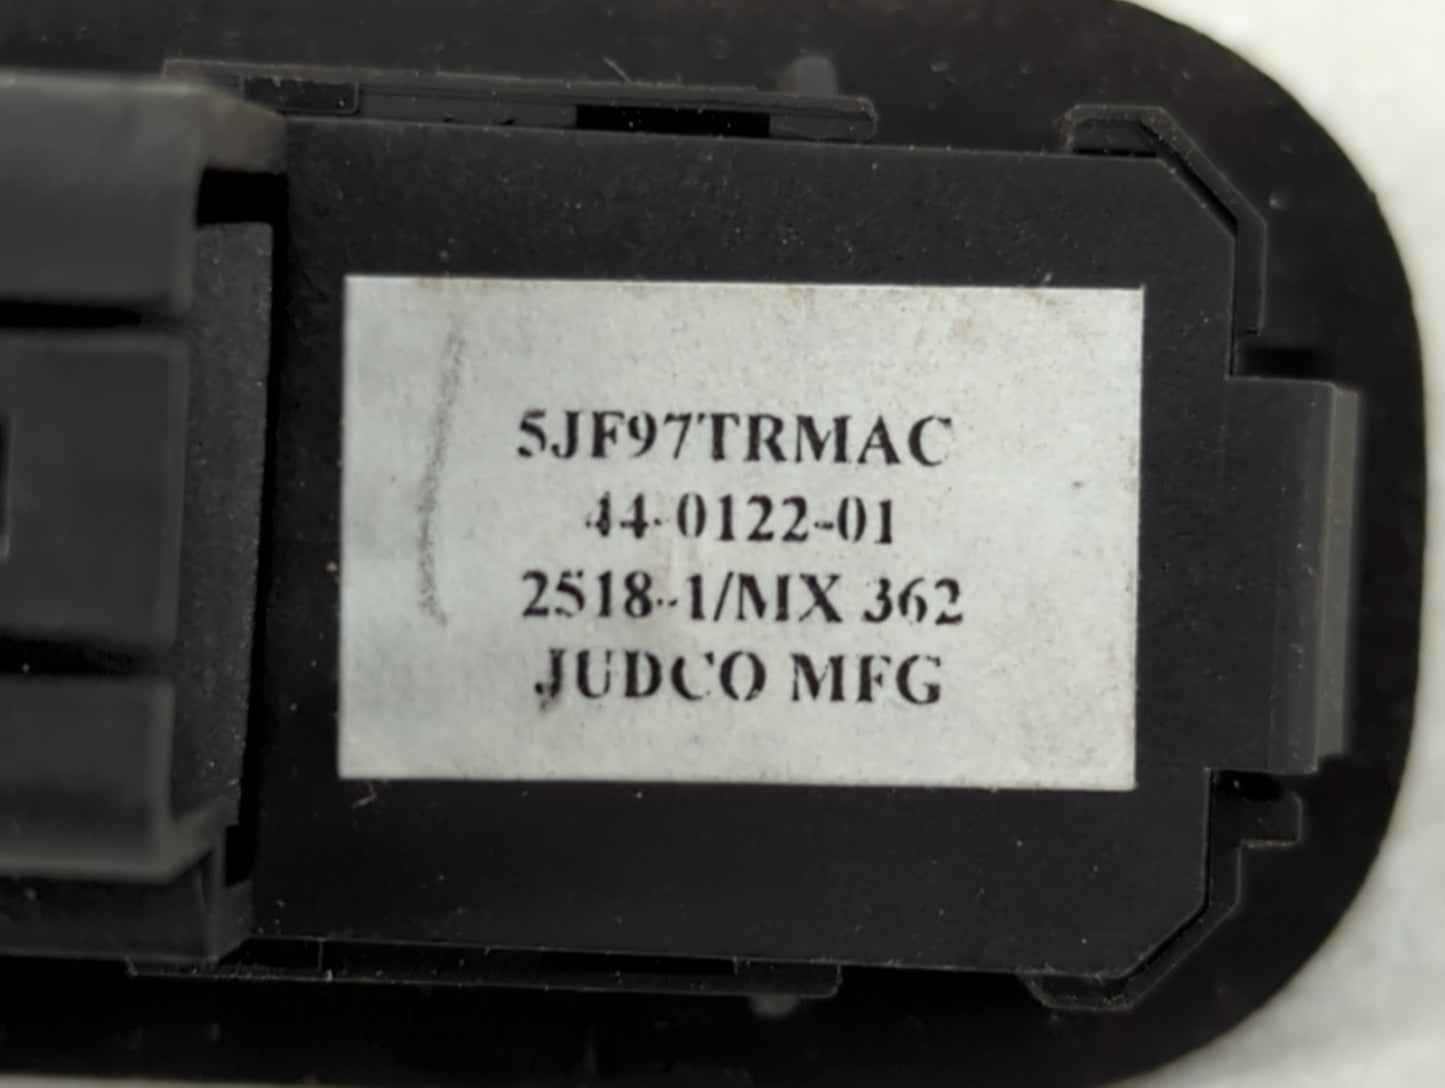 5JF97TRMAC
44-0122-01
2518-1/MX 362
JUDCO MFG